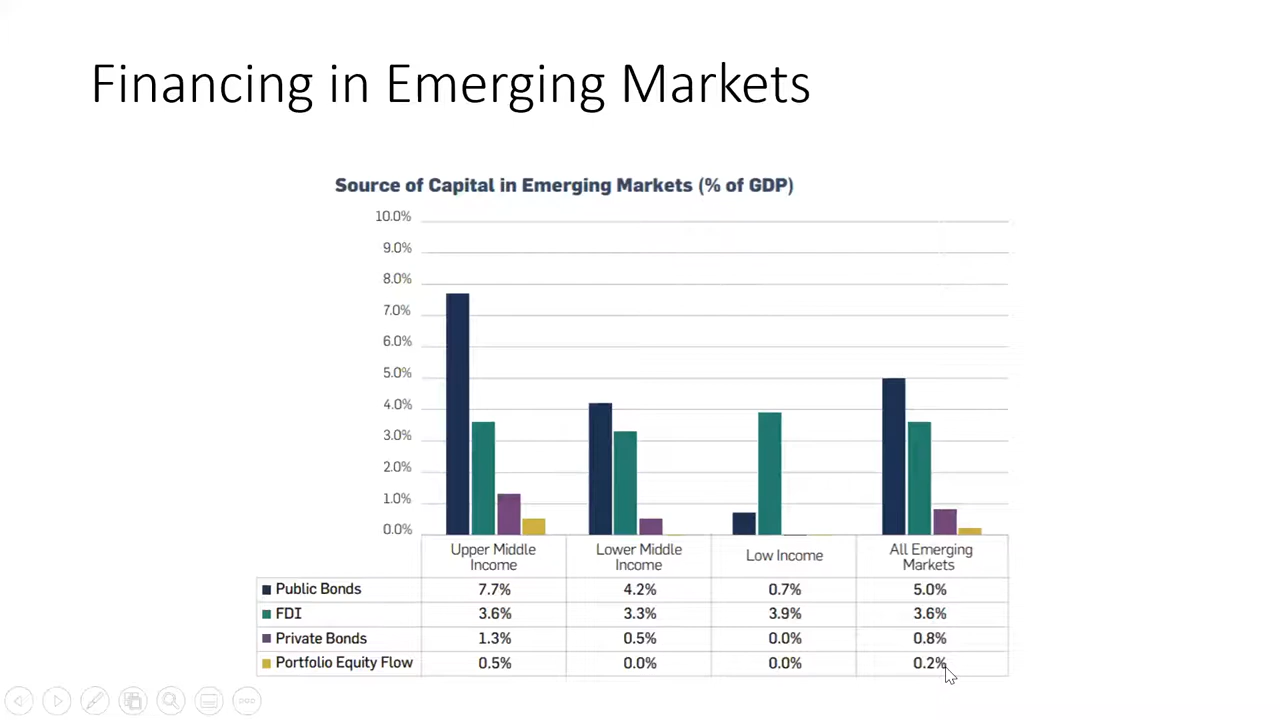 Financing in Emerging Markets
Source of Capital in Emerging Markets (% of GDP)
10.0%
9.0%
8.0%
7.0%
6.0%
5.0%
4.0%
3.0%
2.0%
1.0%
0.0%
Upper Middle Income
Lower Middle Income
Low Income
All Emerging Markets
Public Bonds 7.7% 4.2% 0.7% 5.0%
FDI 3.6% 3.3% 3.9% 3.6%
Private Bonds 1.3% 0.5% 0.0% 0.8%
Portfolio Equity Flow 0.5% 0.0% 0.0% 0.2%